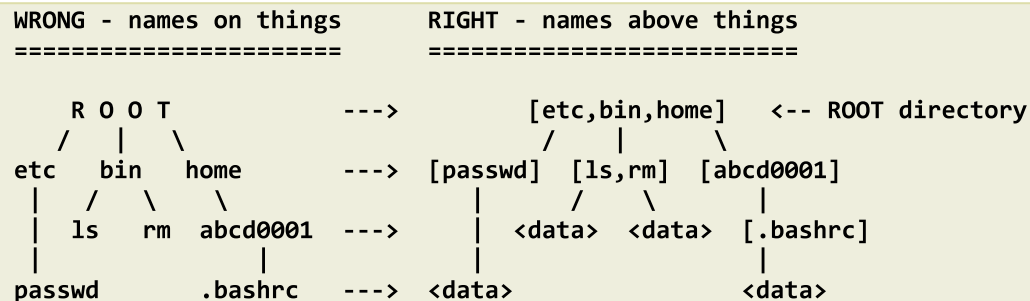 WRONG - names on things      RIGHT - names above things
=======================      ==========================
    R O O T            --->         [etc,bin,home]   <-- ROOT directory
   /   |   \                         /    |      \
etc   bin   home       --->  [passwd]  [ls,rm]  [abcd0001]
 |    /   \    \                |      /    \       |
 |   ls   rm  abcd0001 --->     |  <data>  <data>  [.bashrc]
 |               |              |                   |
passwd       .bashrc   --->  <data>                <data>